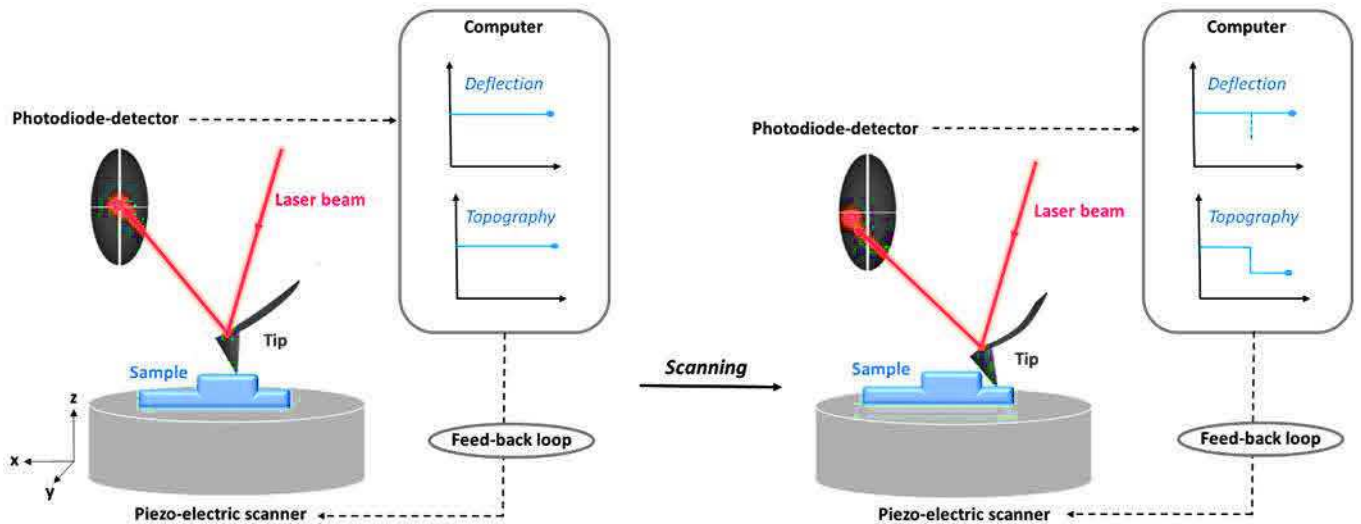 Computer
Deflection
Photodiode-detector
Laser beam
Topography
Tip
Sample
z
x
y
Feed-back loop
Piezo-electric scanner
Scanning
Computer
Deflection
Photodiode-detector
Laser beam
Topography
Tip
Sample
Feed-back loop
Piezo-electric scanner